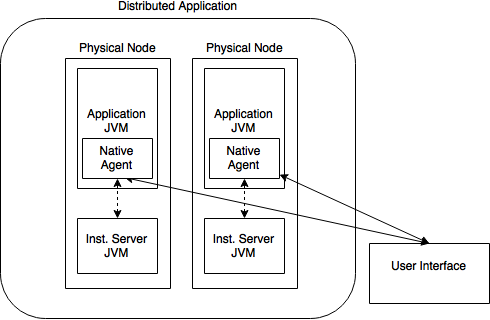 Distributed Application
Physical Node
Physical Node
Application
JVM
Native
Agent
Inst. Server
JVM
Application
JVM
Native
Agent
Inst. Server
JVM
User Interface